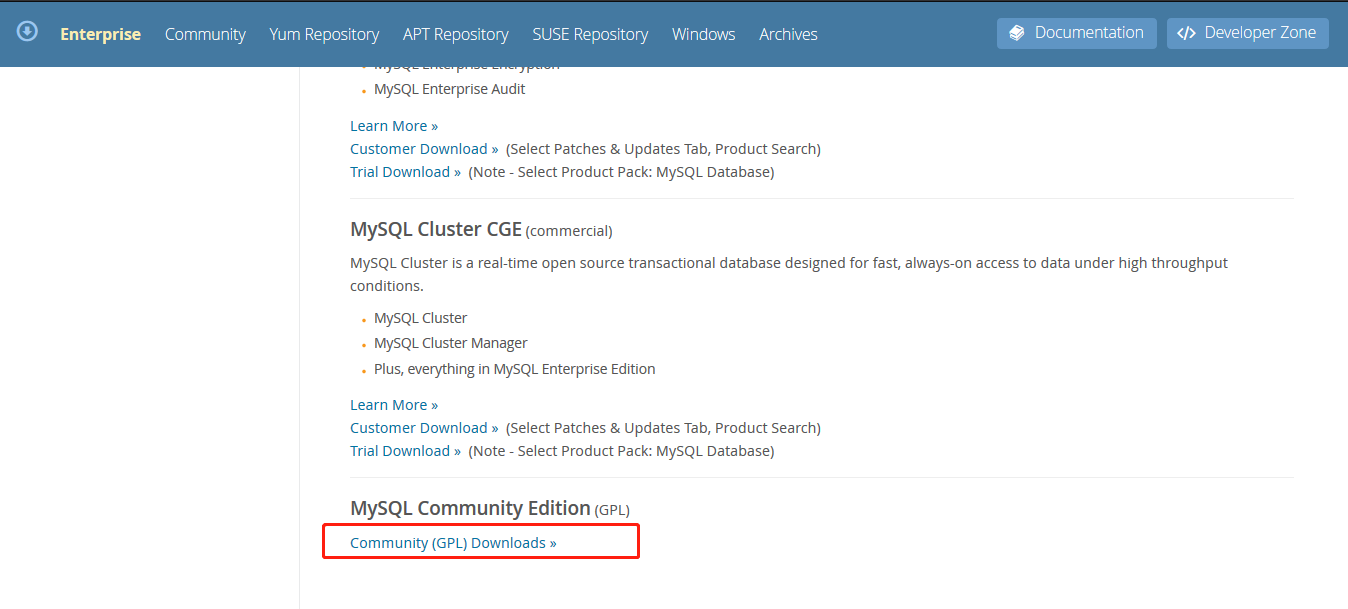 Enterprise Community Yum Repository APT Repository SUSE Repository Windows Archives Documentation Developer Zone
MySQL Enterprise Encryption
MySQL Enterprise Audit
Learn More »
Customer Download » (Select Patches & Updates Tab, Product Search)
Trial Download » (Note - Select Product Pack: MySQL Database)
MySQL Cluster CGE (commercial)
MySQL Cluster is a real-time open source transactional database designed for fast, always-on access to data under high throughput
conditions.
MySQL Cluster
MySQL Cluster Manager
Plus, everything in MySQL Enterprise Edition
Learn More »
Customer Download » (Select Patches & Updates Tab, Product Search)
Trial Download » (Note - Select Product Pack: MySQL Database)
MySQL Community Edition (GPL)
Community (GPL) Downloads »